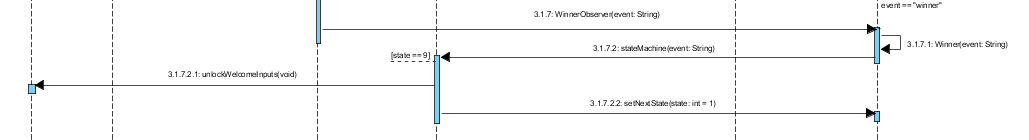 event == "winner"
3.1.7: WinnerObserver(event: String)
3.1.7.1: Winner(event: String)
3.1.7.2: stateMachine(event: String)
[state == 9]
3.1.7.2.1: unlockWelcomeInputs(void)
3.1.7.2.2: setNextState(state: int = 1)